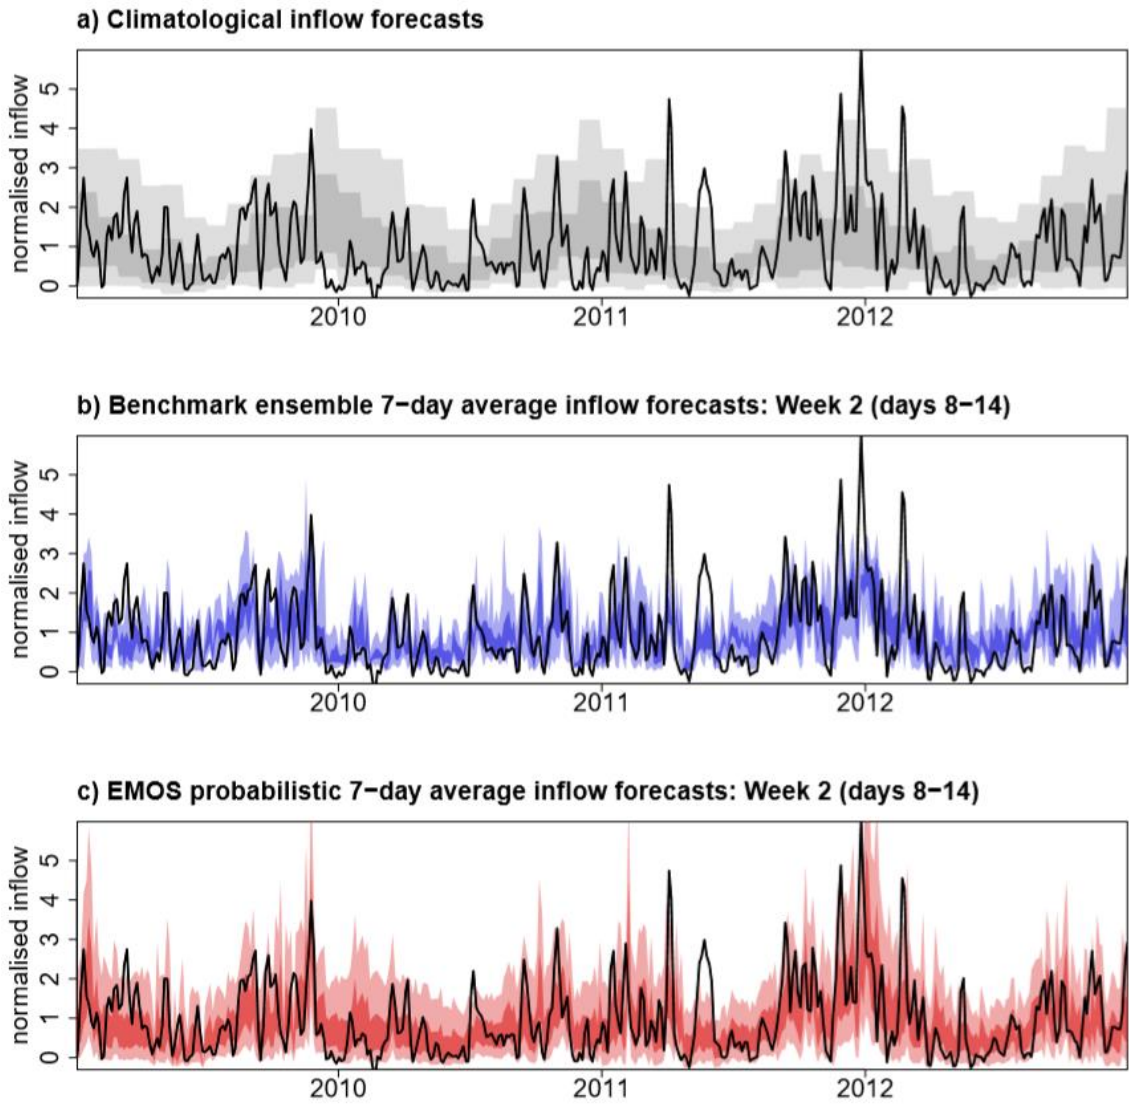 a) Climatological inflow forecasts
normalised inflow
5
4
3
2
1
0
2010 2011 2012
b) Benchmark ensemble 7−day average inflow forecasts: Week 2 (days 8−14)
normalised inflow
5
4
3
2
1
0
2010 2011 2012
c) EMOS probabilistic 7−day average inflow forecasts: Week 2 (days 8−14)
normalised inflow
5
4
3
2
1
0
2010 2011 2012